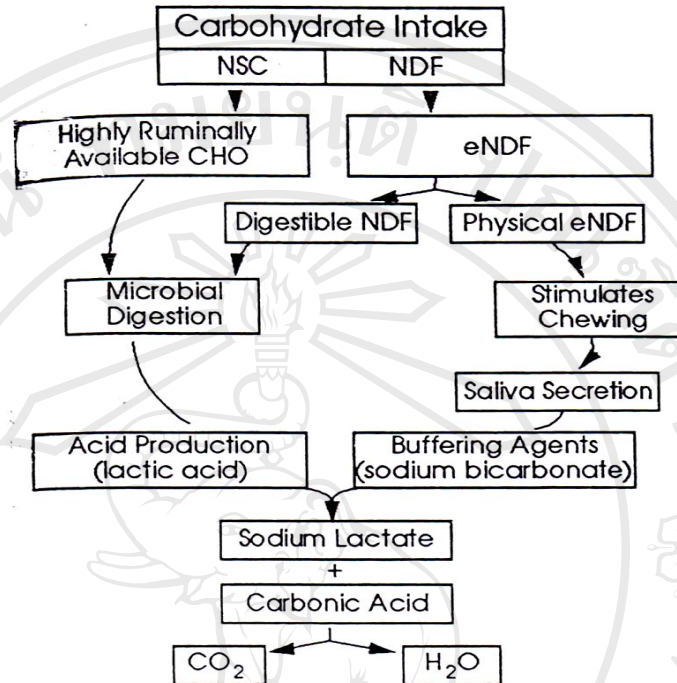 Carbohydrate Intake
NSC
NDF
Highly Ruminally
Available CHO
eNDF
Digestible NDF
Physical eNDF
Microbial
Digestion
Stimulates
Chewing
Saliva Secretion
Acid Production
(lactic acid)
Buffering Agents
(sodium bicarbonate)
Sodium Lactate
+
Carbonic Acid
CO₂
H₂O